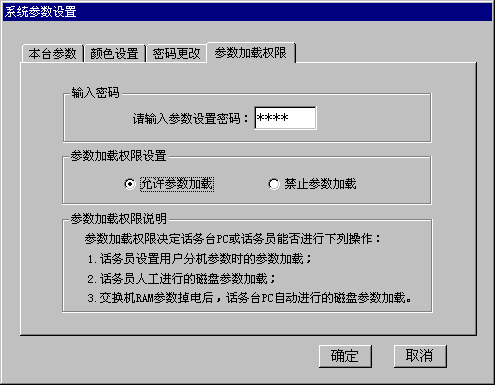 系统参数设置
本台参数 颜色设置 密码更改 参数加载权限
输入密码
请输入参数设置密码：****
参数加载权限设置
允许参数加载 禁止参数加载
参数加载权限说明
参数加载权限决定话务台PC或话务员能否进行下列操作：
1.话务员设置用户分机参数时的参数加载；
2.话务员人工进行的磁盘参数加载；
3.交换机RAM参数掉电后，话务台PC自动进行的磁盘参数加载。
确定 取消